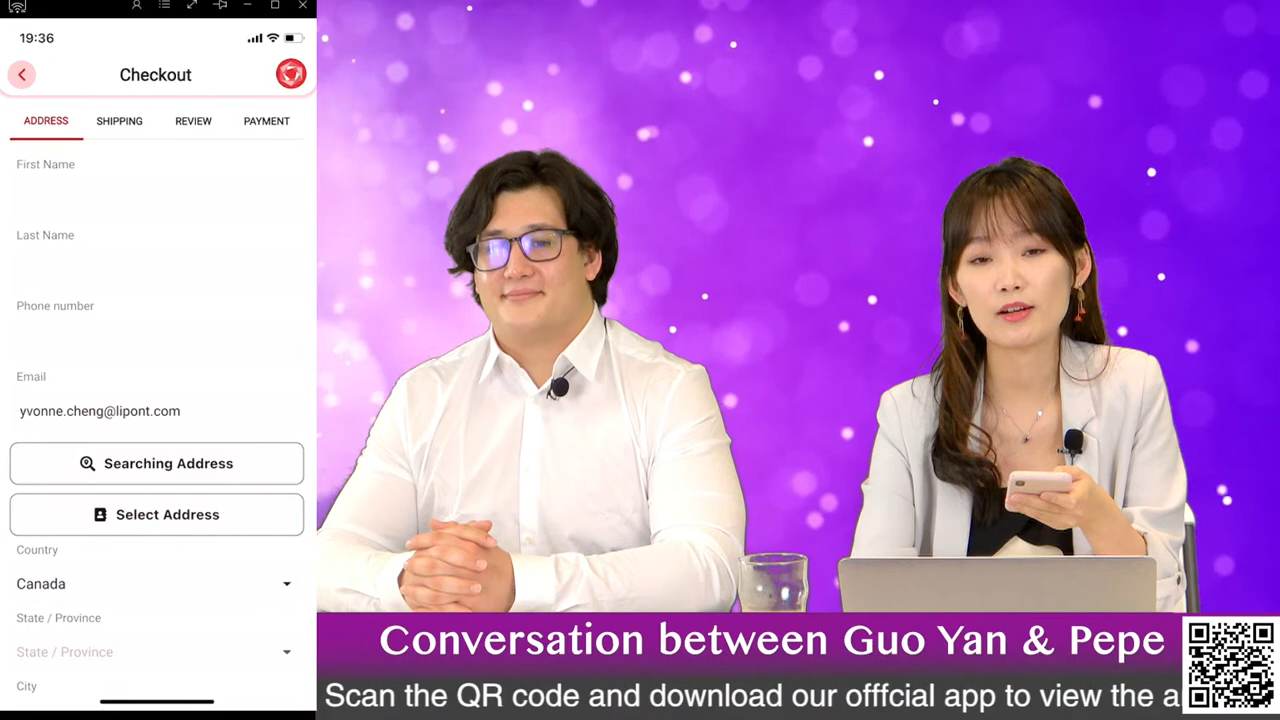 19:36
Checkout
ADDRESS SHIPPING REVIEW PAYMENT
First Name
Last Name
Phone number
Email
yvonne.cheng@lipont.com
Searching Address
Select Address
Country
Canada
State / Province
State / Province
City
Conversation between Guo Yan & Pepe
Scan the QR code and download our offfcial app to view the a